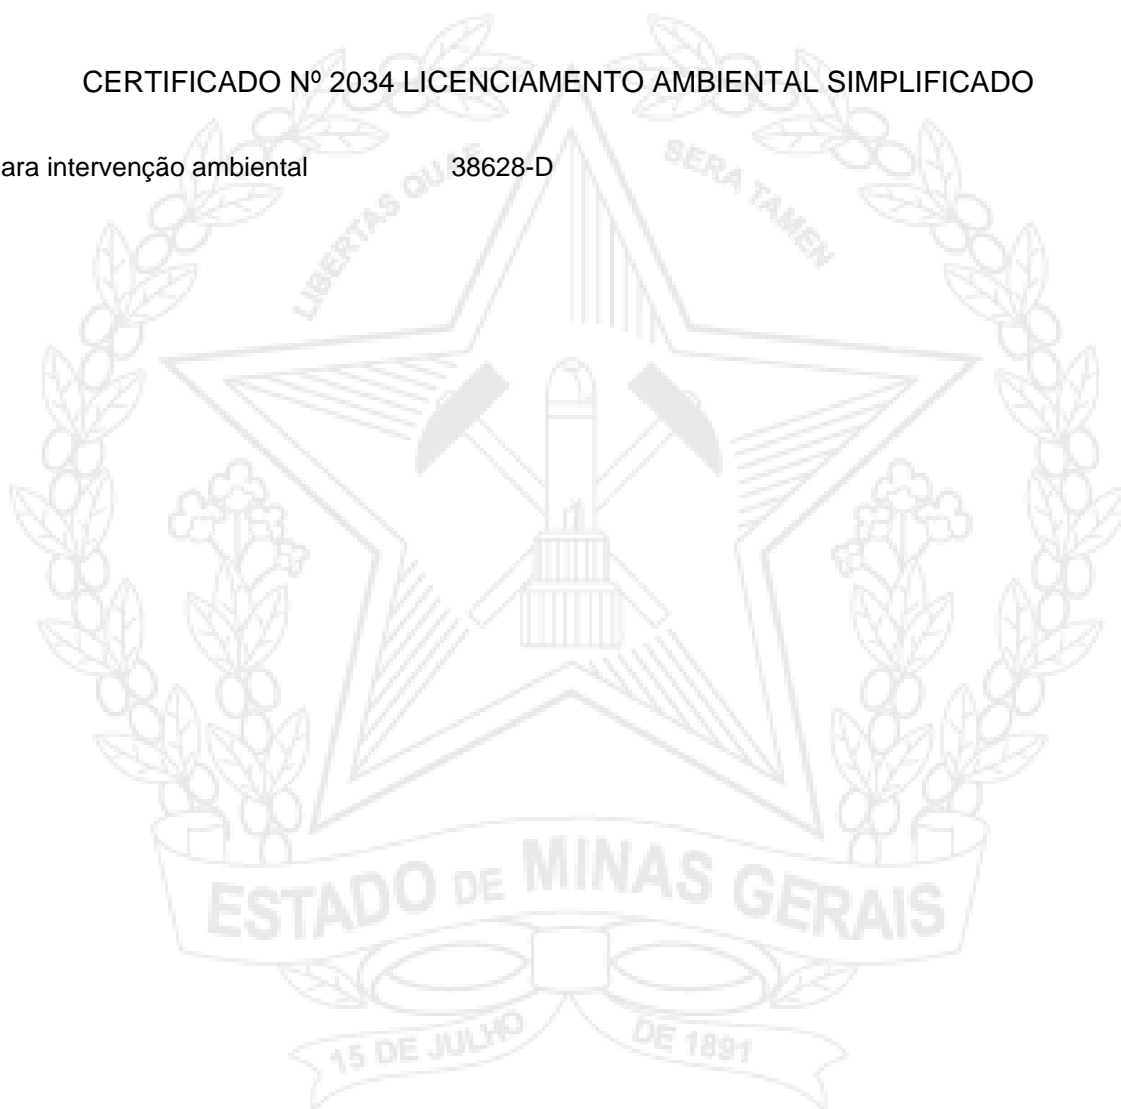 CERTIFICADO Nº 2034 LICENCIAMENTO AMBIENTAL SIMPLIFICADO
ara intervenção ambiental 38628-D
LIBERTAS QUÆ SERA TAMEN
ESTADO DE MINAS GERAIS
15 DE JULHO DE 1891